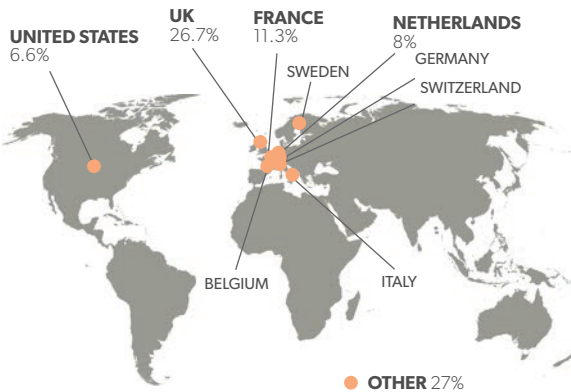 UNITED STATES
6.6%
UK
26.7%
FRANCE
11.3%
NETHERLANDS
8%
GERMANY
SWEDEN
SWITZERLAND
BELGIUM
ITALY
OTHER 27%